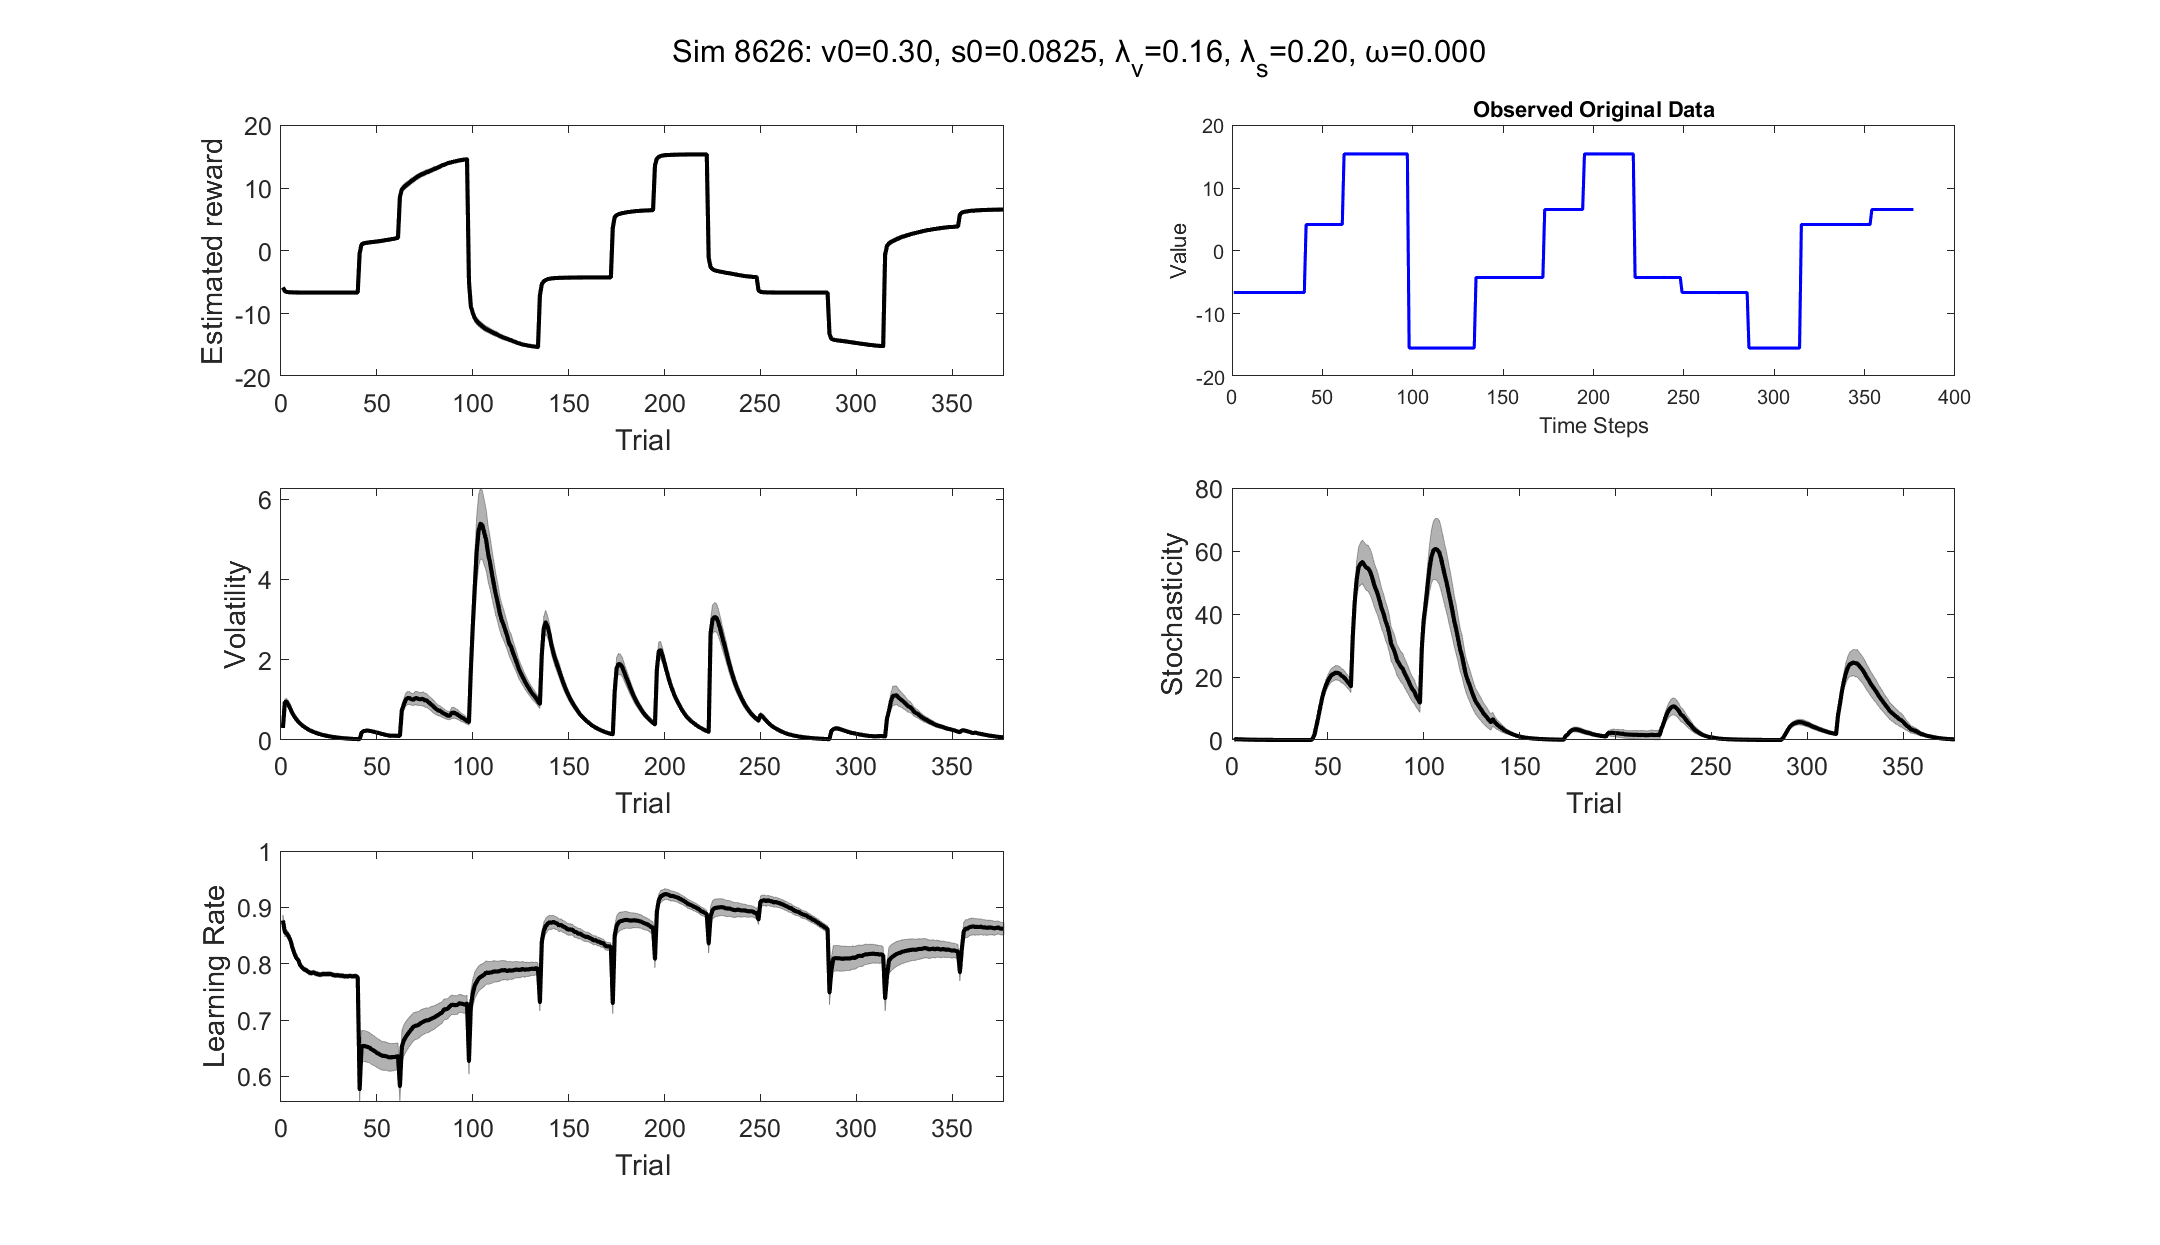 Sim 8626: v0=0.30, s0=0.0825, λv=0.16, λs=0.20, ω=0.000
Estimated reward
20
10
0
-10
-20
0 50 100 150 200 250 300 350
Trial
Observed Original Data
Value
20
10
0
-10
-20
0 50 100 150 200 250 300 350 400
Time Steps
Volatility
6
4
2
0
0 50 100 150 200 250 300 350
Trial
Stochasticity
80
60
40
20
0
0 50 100 150 200 250 300 350
Trial
Learning Rate
1
0.9
0.8
0.7
0.6
0 50 100 150 200 250 300 350
Trial